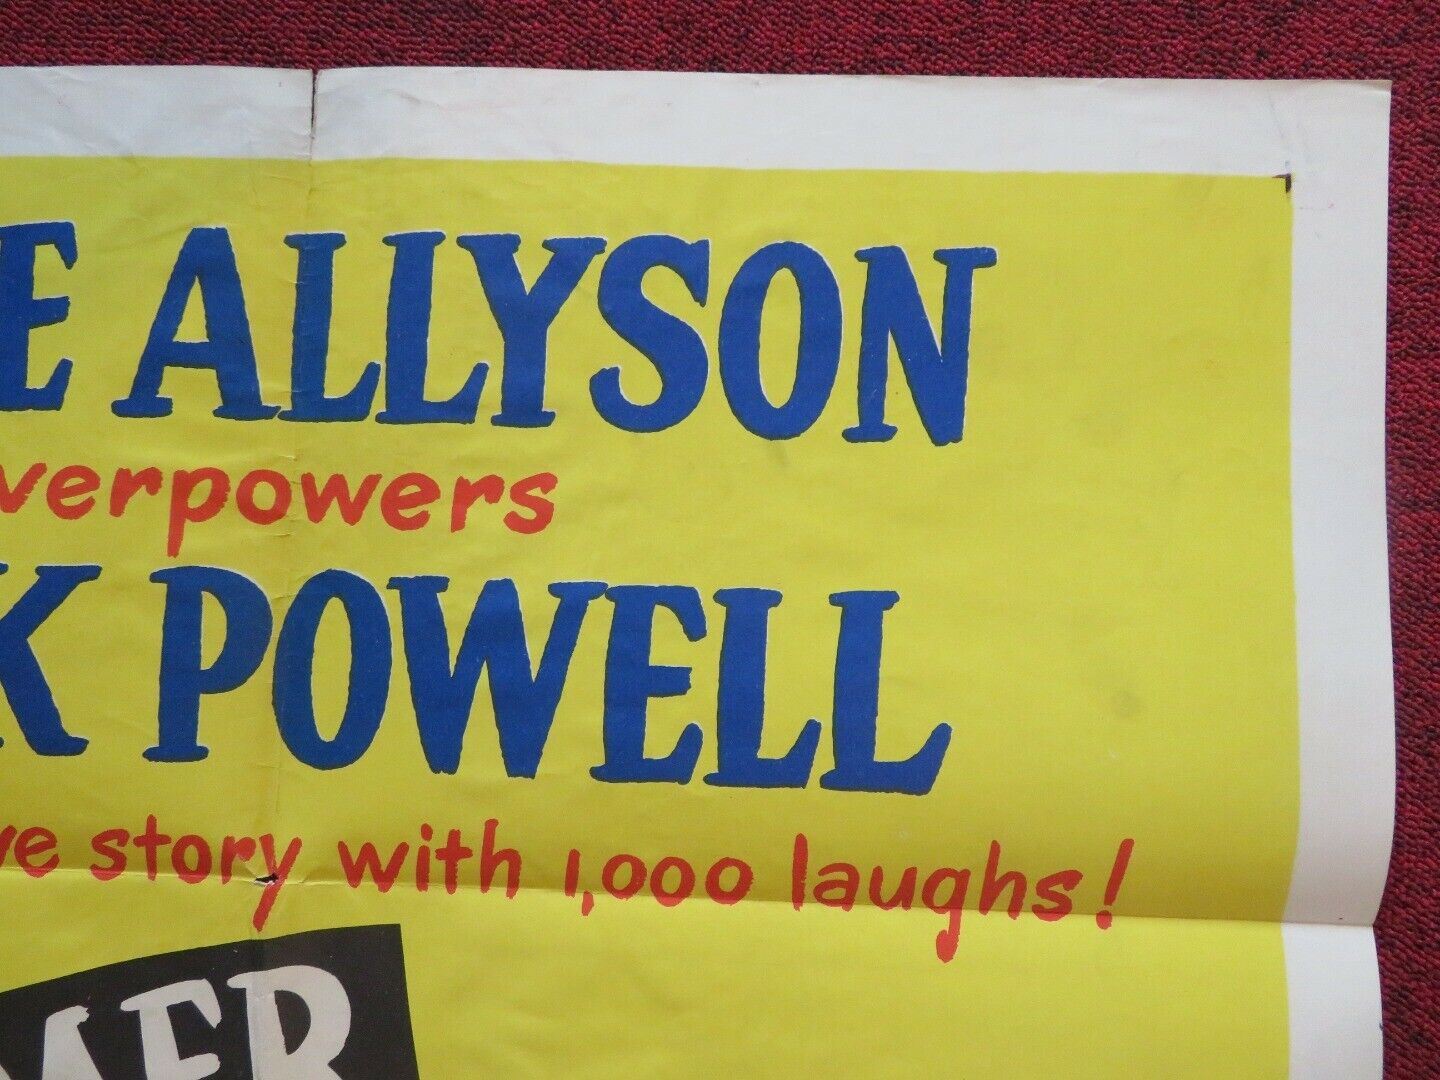 E ALLYSON
verpowers
K POWELL
ve story with 1,000 laughs!
MER